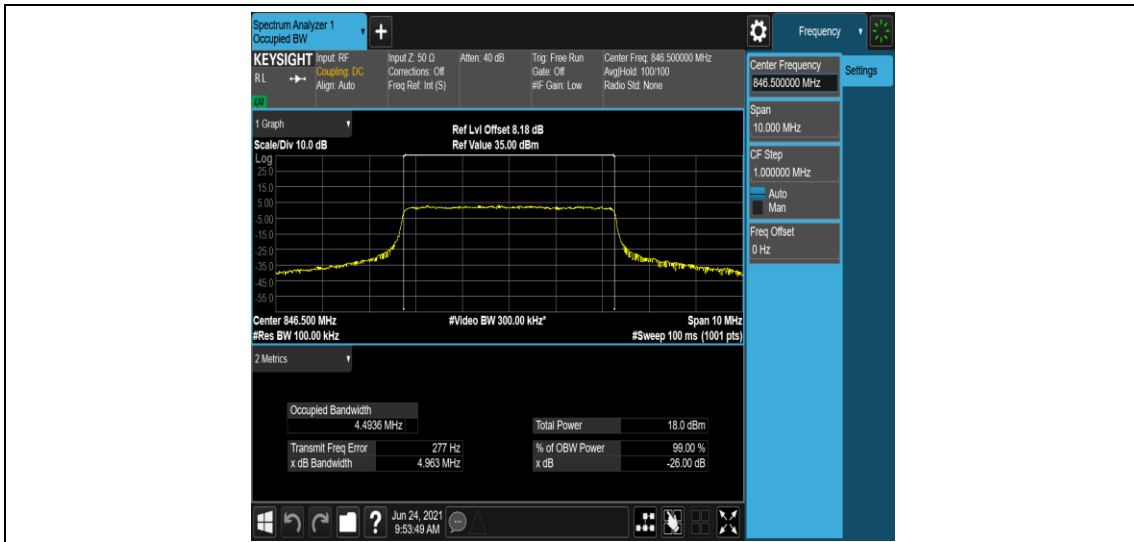 Spectrum Analyzer 1
Occupied BW
+
Frequency
KEYSIGHT
RL
LXI
Input: RF
Coupling: DC
Align: Auto
Input Z: 50 Ω
Corrections: Off
Freq Ref: Int (S)
Atten: 40 dB
Trig: Free Run
Gate: Off
#IF Gain: Low
Center Freq: 846.500000 MHz
Avg|Hold: 100/100
Radio Std: None
Center Frequency
846.500000 MHz
Settings
Span
10.000 MHz
CF Step
1.000000 MHz
Auto
Man
Freq Offset
0 Hz
1 Graph
Scale/Div 10.0 dB
Ref Lvl Offset 8.18 dB
Ref Value 35.00 dBm
Log
25.0
15.0
5.00
-5.00
-15.0
-25.0
-35.0
-45.0
-55.0
Center 846.500 MHz
#Video BW 300.00 kHz*
Span 10 MHz
#Res BW 100.00 kHz
#Sweep 100 ms (1001 pts)
2 Metrics
Occupied Bandwidth
4.4936 MHz
Total Power 18.0 dBm
Transmit Freq Error 277 Hz
% of OBW Power 99.00 %
x dB Bandwidth 4.963 MHz
x dB -26.00 dB
?
Jun 24, 2021
9:53:49 AM